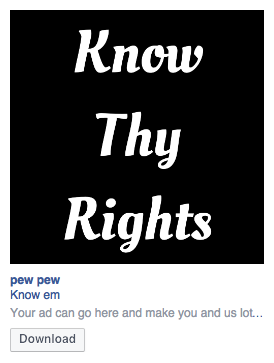 Know
Thy
Rights
pew pew
Know em
Your ad can go here and make you and us lot...
Download